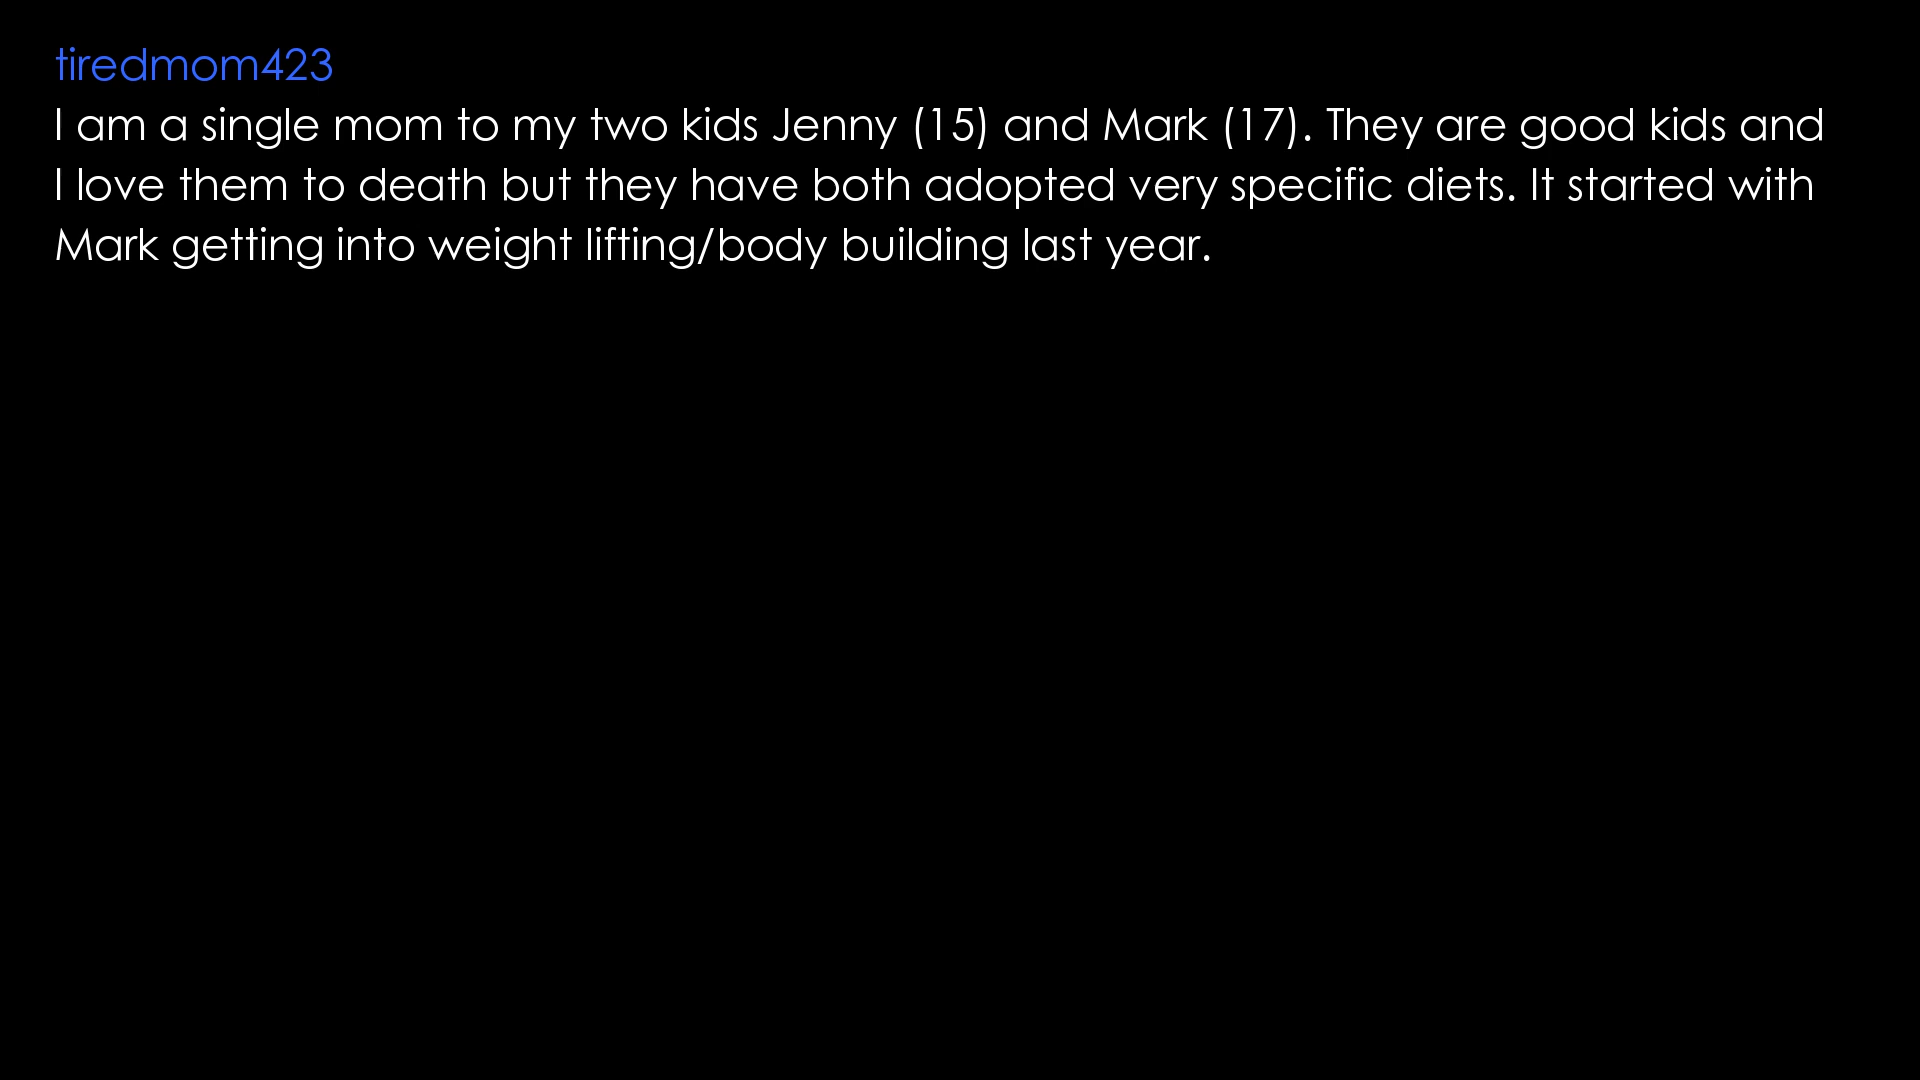 tiredmom423
I am a single mom to my two kids Jenny (15) and Mark (17). They are good kids and
I love them to death but they have both adopted very specific diets. It started with
Mark getting into weight lifting/body building last year.